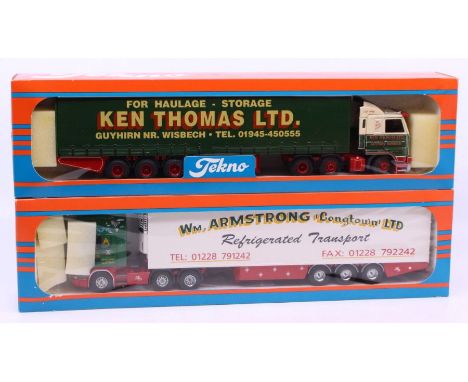 FOR HAULAGE - STORAGE
KEN THOMAS LTD.
GUYHIRN NR. WISBECH • TEL. 01945-450555
Tekno
Wm. ARMSTRONG (Longtown) LTD
Refrigerated Transport
TEL: 01228 791242 FAX: 01228 792242